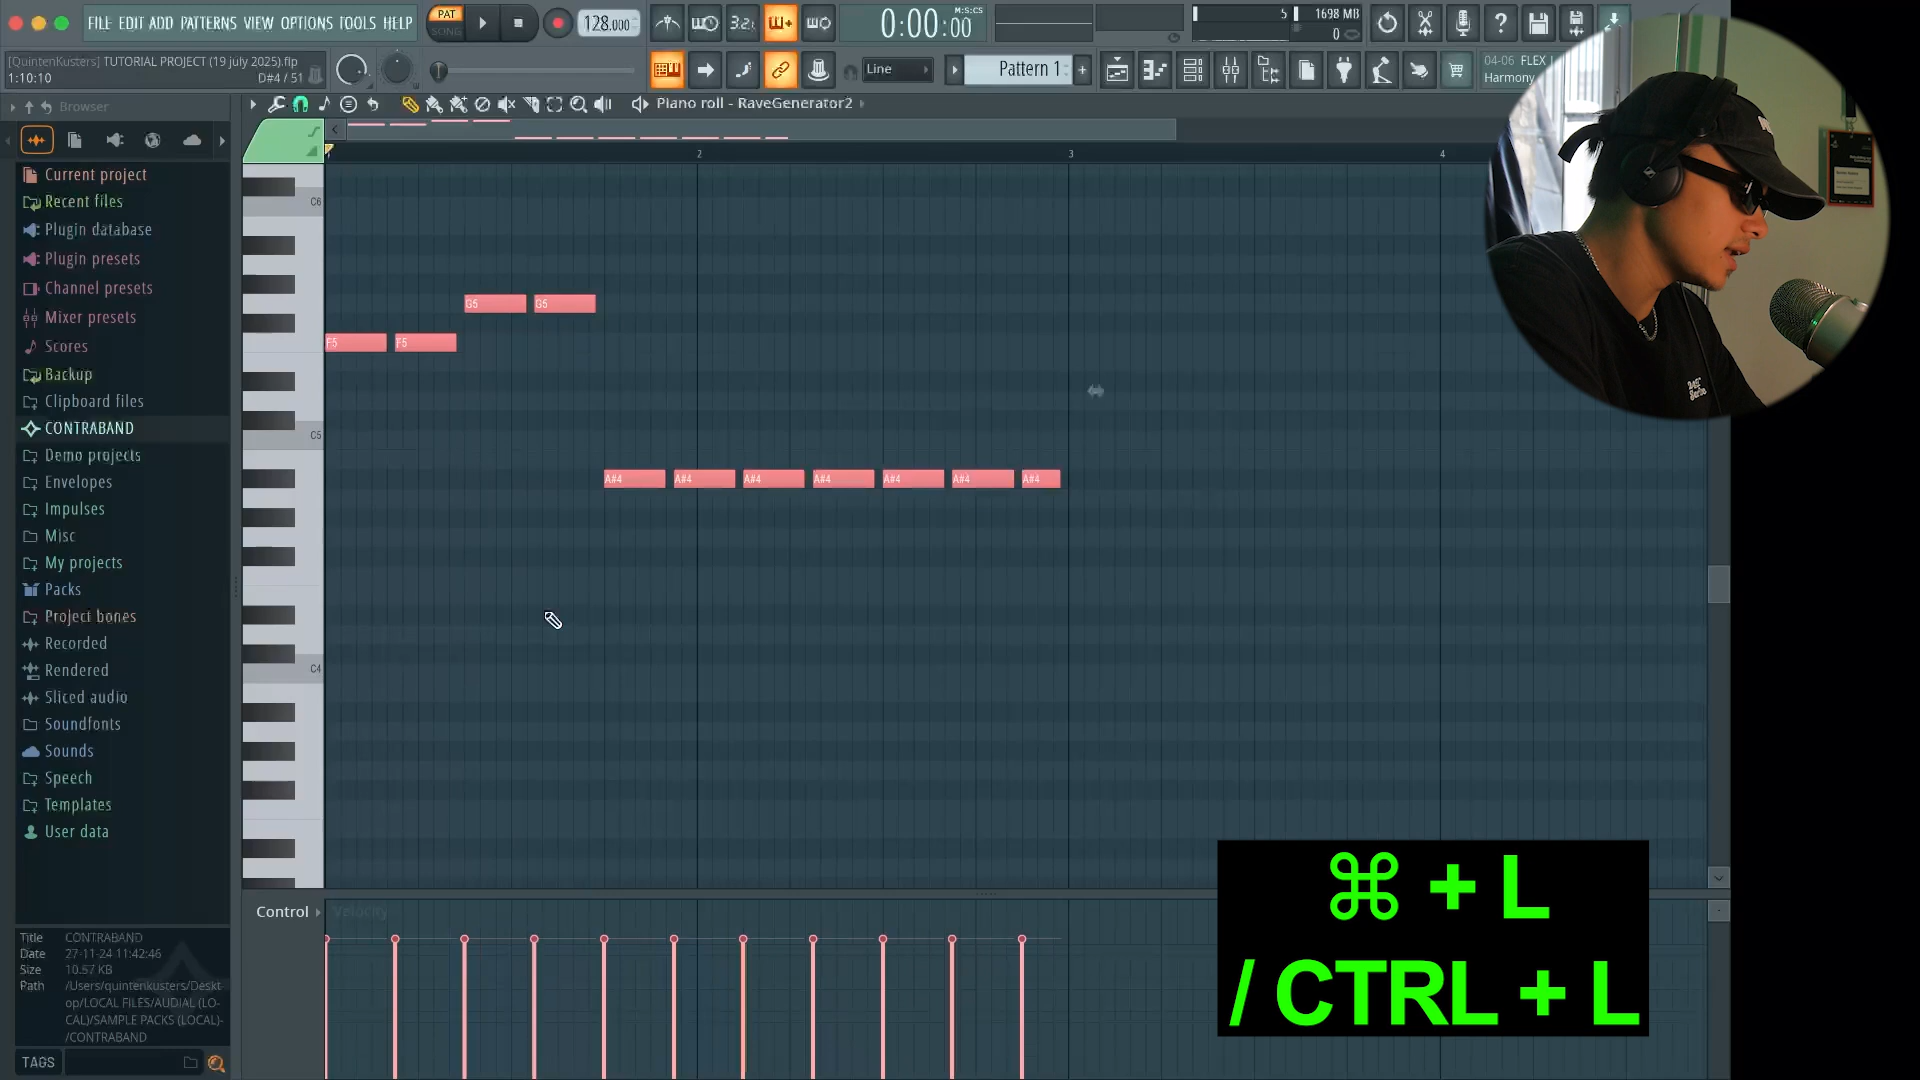 FILE EDIT ADD PATTERNS VIEW OPTIONS TOOLS HELP
PAT
SONG
128.000
3.2.
0:00:00
M:S:CS
5
1698 MB
0
[QuintenKusters] TUTORIAL PROJECT (19 july 2025).flp
1:10:10
D#4 / 51
Line
Pattern 1
+
04-06 FLEX |
Harmony
Browser
Piano roll - RaveGenerator2
Current project
Recent files
Plugin database
Plugin presets
Channel presets
Mixer presets
Scores
Backup
Clipboard files
CONTRABAND
Demo projects
Envelopes
Impulses
Misc
My projects
Packs
Project bones
Recorded
Rendered
Sliced audio
Soundfonts
Sounds
Speech
Templates
User data
2
3
4
C6
C5
C4
G5
G5
F5
F5
A#4
A#4
A#4
A#4
A#4
A#4
A#4
Control
Velocity
Title CONTRABAND
Date 27-11-24 11:42:46
Size 10.57 KB
Path /Users/quintenkusters/Deskt-
op/LOCAL FILES/AUDIAL (LO-
CAL)/SAMPLE PACKS (LOCAL)-
/CONTRABAND
TAGS
⌘ + L
/ CTRL + L